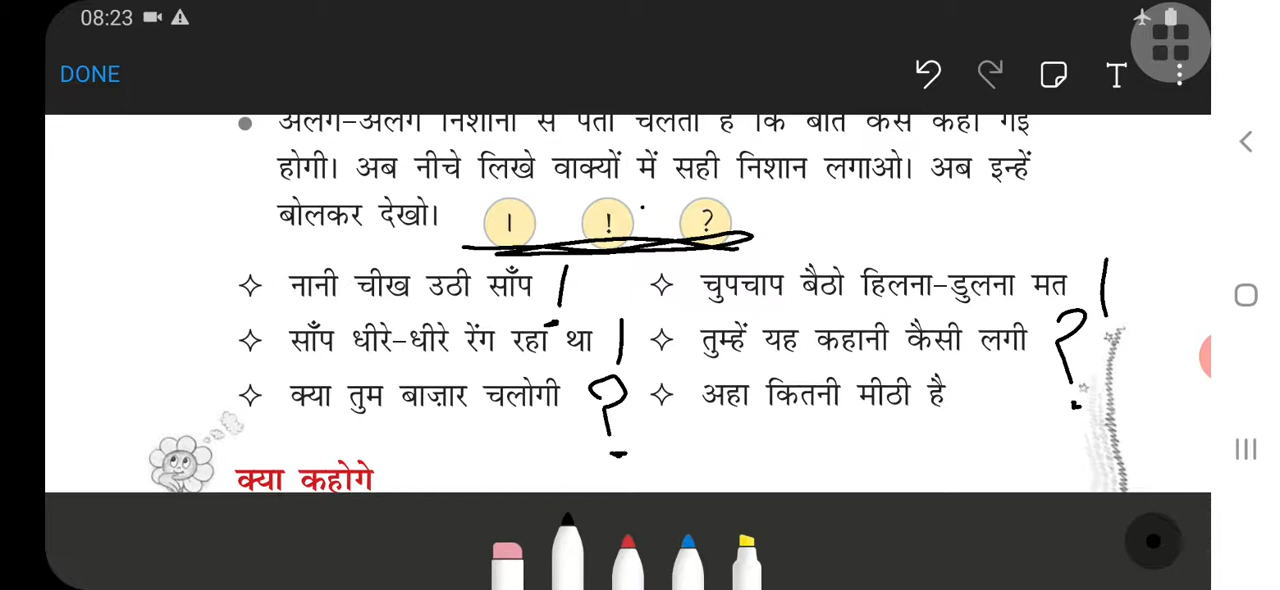 08:23
DONE
अलग-अलग निशानों से पता चलता है कि बात कैसे कही गई
होगी। अब नीचे लिखे वाक्यों में सही निशान लगाओ। अब इन्हें
बोलकर देखो। । ! ?
नानी चीख उठी साँप !
चुपचाप बैठो हिलना-डुलना मत ।
साँप धीरे-धीरे रेंग रहा था ।
तुम्हें यह कहानी कैसी लगी ?
क्या तुम बाज़ार चलोगी ?
अहा कितनी मीठी है
क्या कहोगे
T